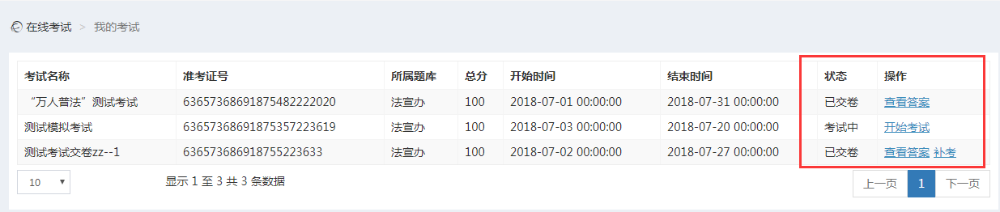 在线考试 > 我的考试
考试名称 准考证号 所属题库 总分 开始时间 结束时间 状态 操作
“万人普法”测试考试 63657368691875482222020 法宣办 100 2018-07-01 00:00:00 2018-07-31 00:00:00 已交卷 查看答案
测试模拟考试 63657368691875357223619 法宣办 100 2018-07-03 00:00:00 2018-07-20 00:00:00 考试中 开始考试
测试考试交卷zz--1 636573686918755223633 法宣办 100 2018-07-02 00:00:00 2018-07-27 00:00:00 已交卷 查看答案 补考
10 显示 1 至 3 共 3 条数据 上一页 1 下一页